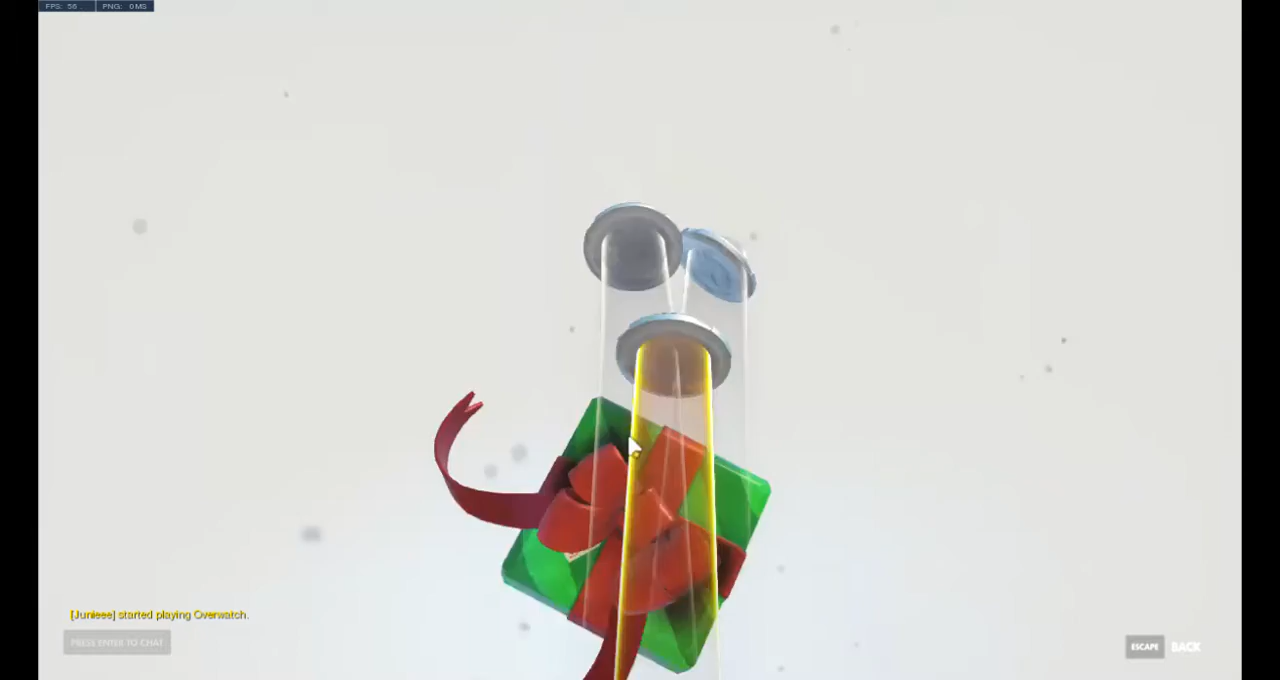 FPS: 56 PNG: 0MS
[Junieee] started playing Overwatch.
PRESS ENTER TO CHAT
ESCAPE BACK